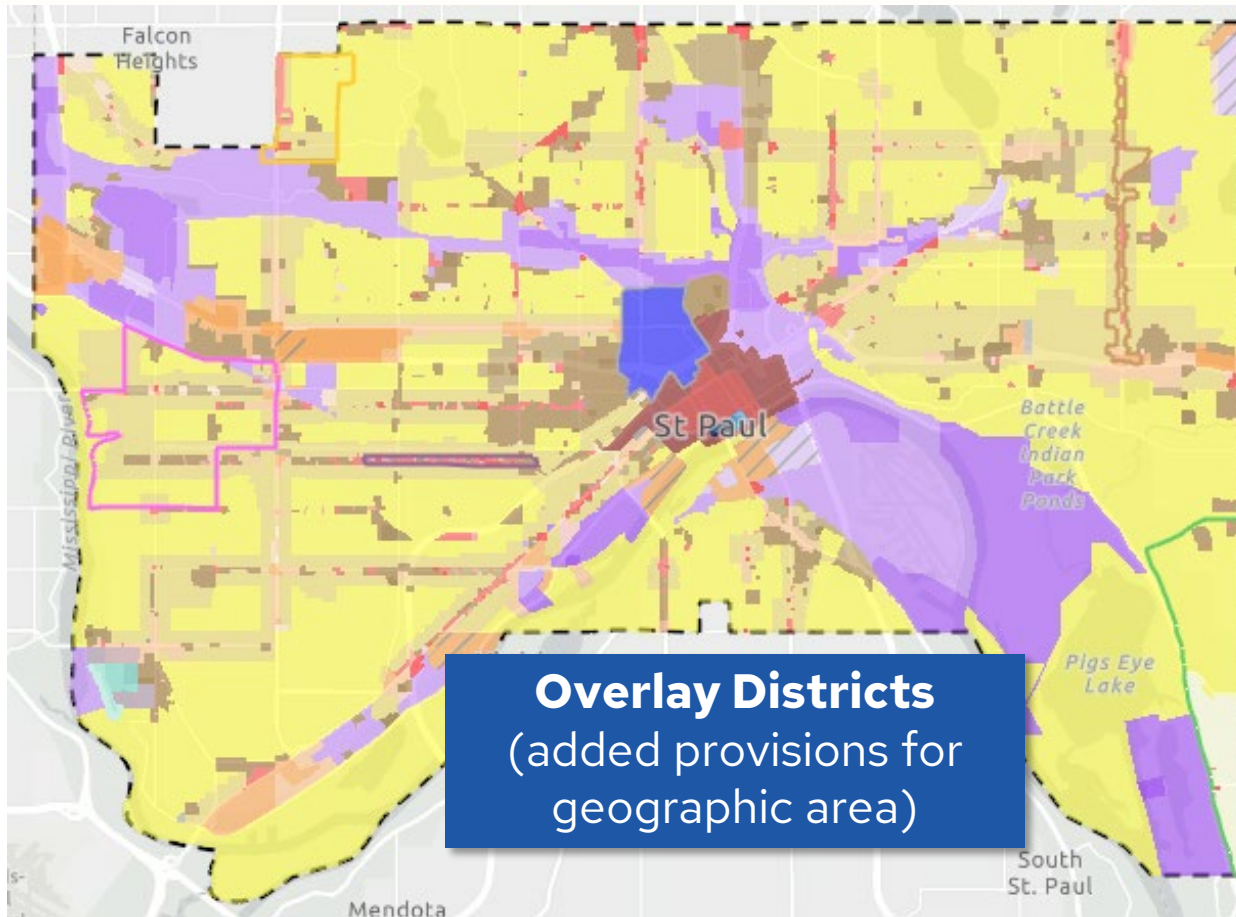 Falcon
Heights
Mississippi River
St Paul
Battle
Creek
Indian
Park
Ponds
Pigs Eye
Lake
Overlay Districts
(added provisions for
geographic area)
South
St. Paul
Mendota